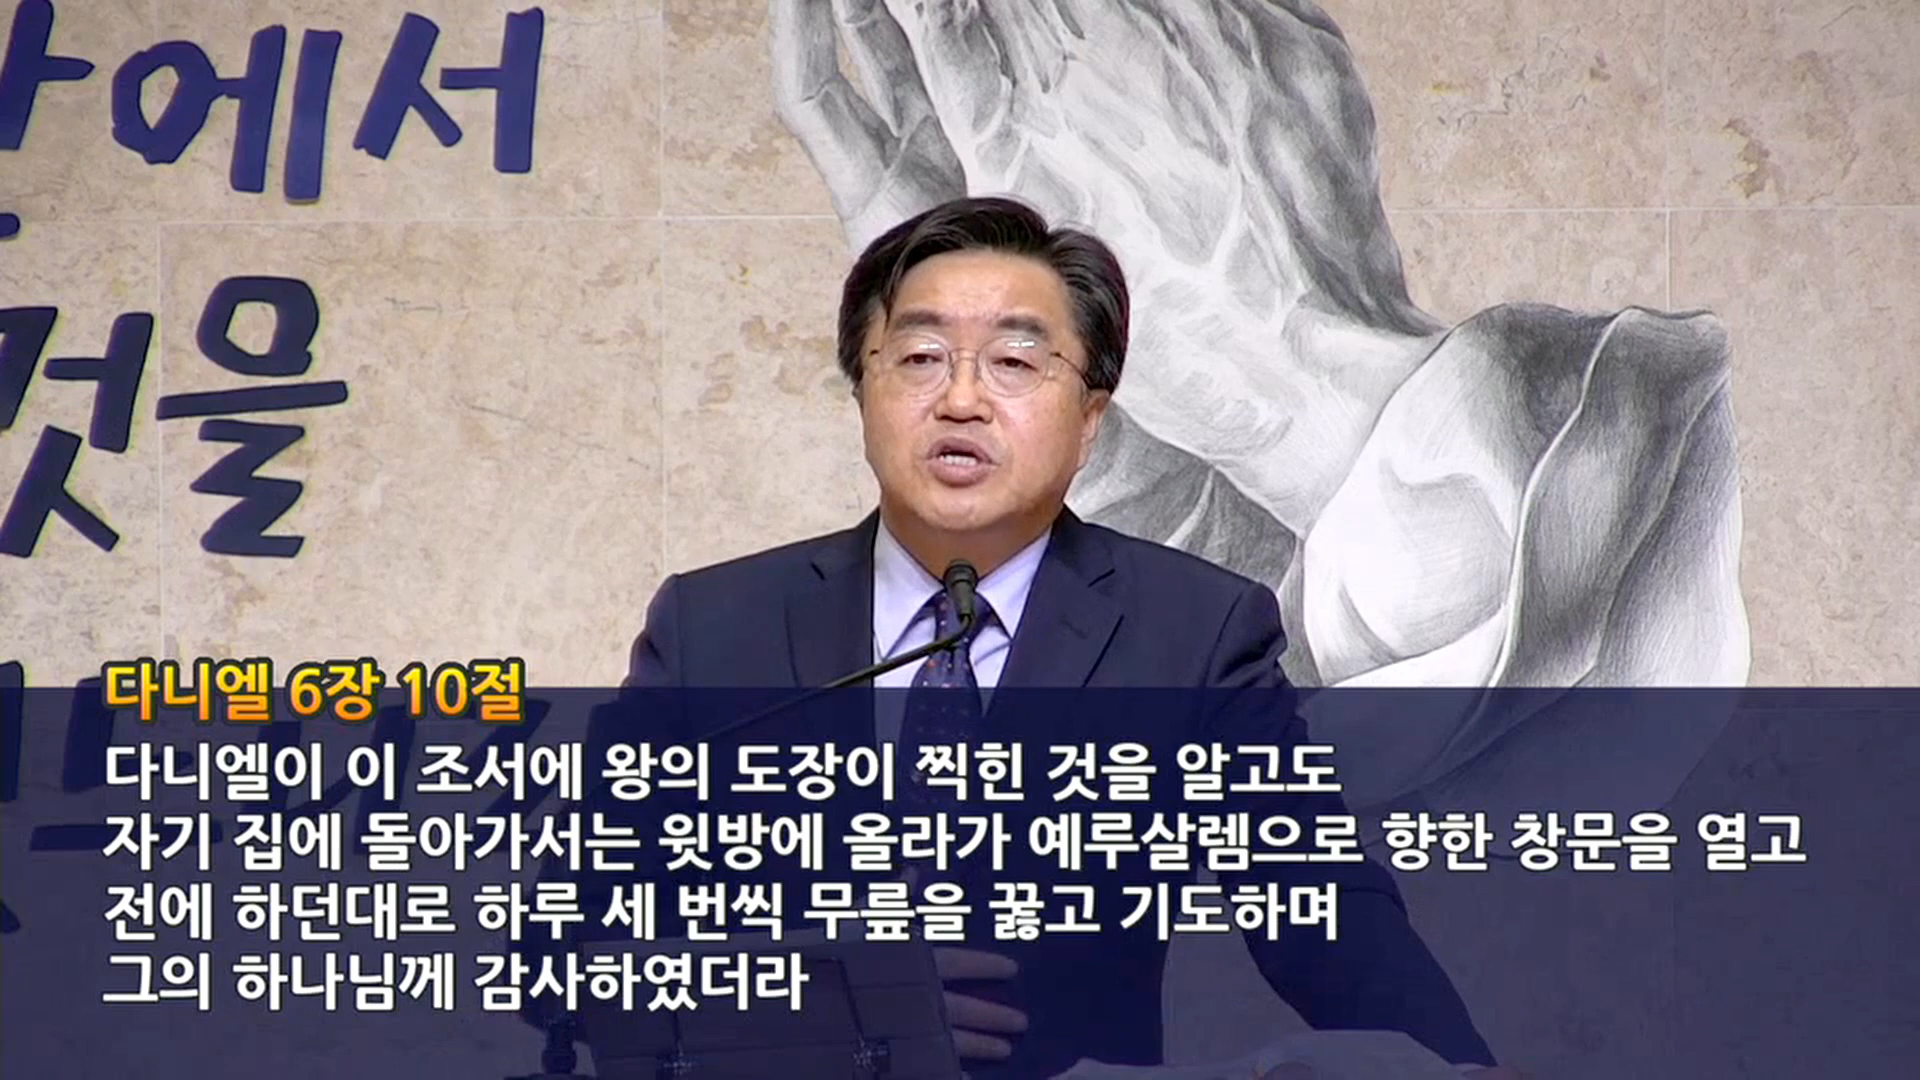 에서
것을
다니엘 6장 10절
다니엘이 이 조서에 왕의 도장이 찍힌 것을 알고도
자기 집에 돌아가서는 윗방에 올라가 예루살렘으로 향한 창문을 열고
전에 하던대로 하루 세 번씩 무릎을 꿇고 기도하며
그의 하나님께 감사하였더라